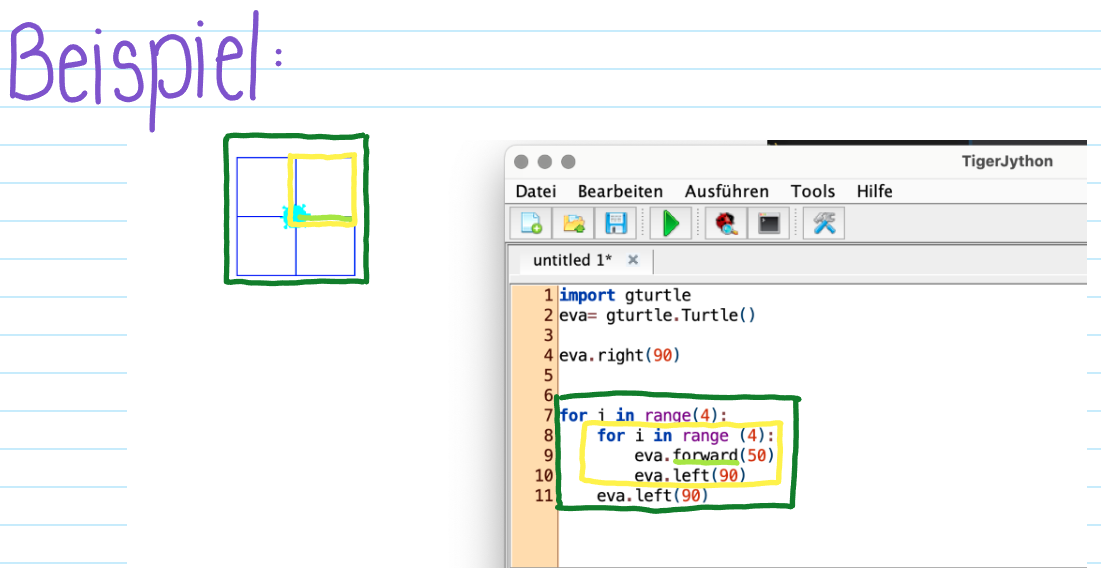 Beispiel:
TigerJython
Datei Bearbeiten Ausführen Tools Hilfe
untitled 1*
1 import gturtle
2 eva= gturtle.Turtle()
3
4 eva.right(90)
5
6
7 for i in range(4):
8     for i in range (4):
9         eva.forward(50)
10         eva.left(90)
11     eva.left(90)